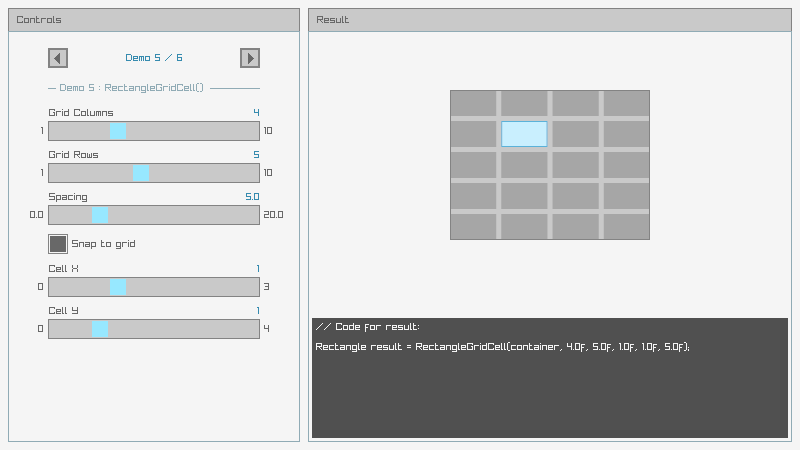 Controls
Demo 5 / 6
Demo 5 : RectangleGridCell()
Grid Columns 4
1 10
Grid Rows 5
1 10
Spacing 5.0
0.0 20.0
Snap to grid
Cell X 1
0 3
Cell Y 1
0 4
Result
// Code for result:
Rectangle result = RectangleGridCell(container, 4.0f, 5.0f, 1.0f, 1.0f, 5.0f);